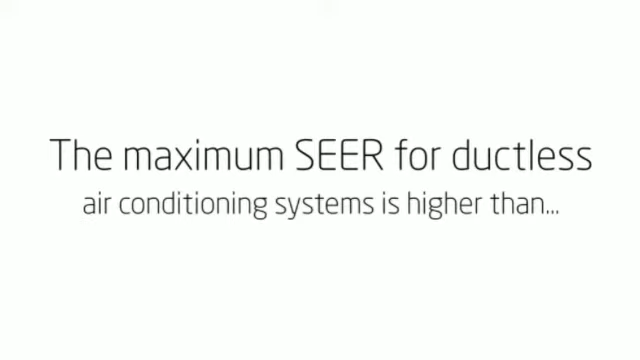 The maximum SEER for ductless
air conditioning systems is higher than...